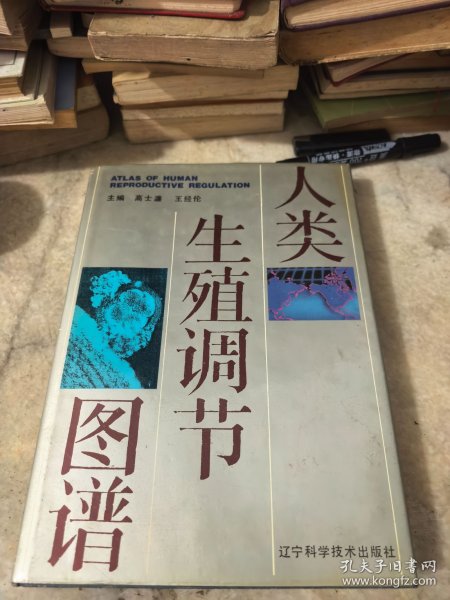 ATLAS OF HUMAN
REPRODUCTIVE REGULATION
主编 高士濂 王经伦
人类
生殖调节
图谱
辽宁科学技术出版社
孔夫子旧书网
www.kongfz.com